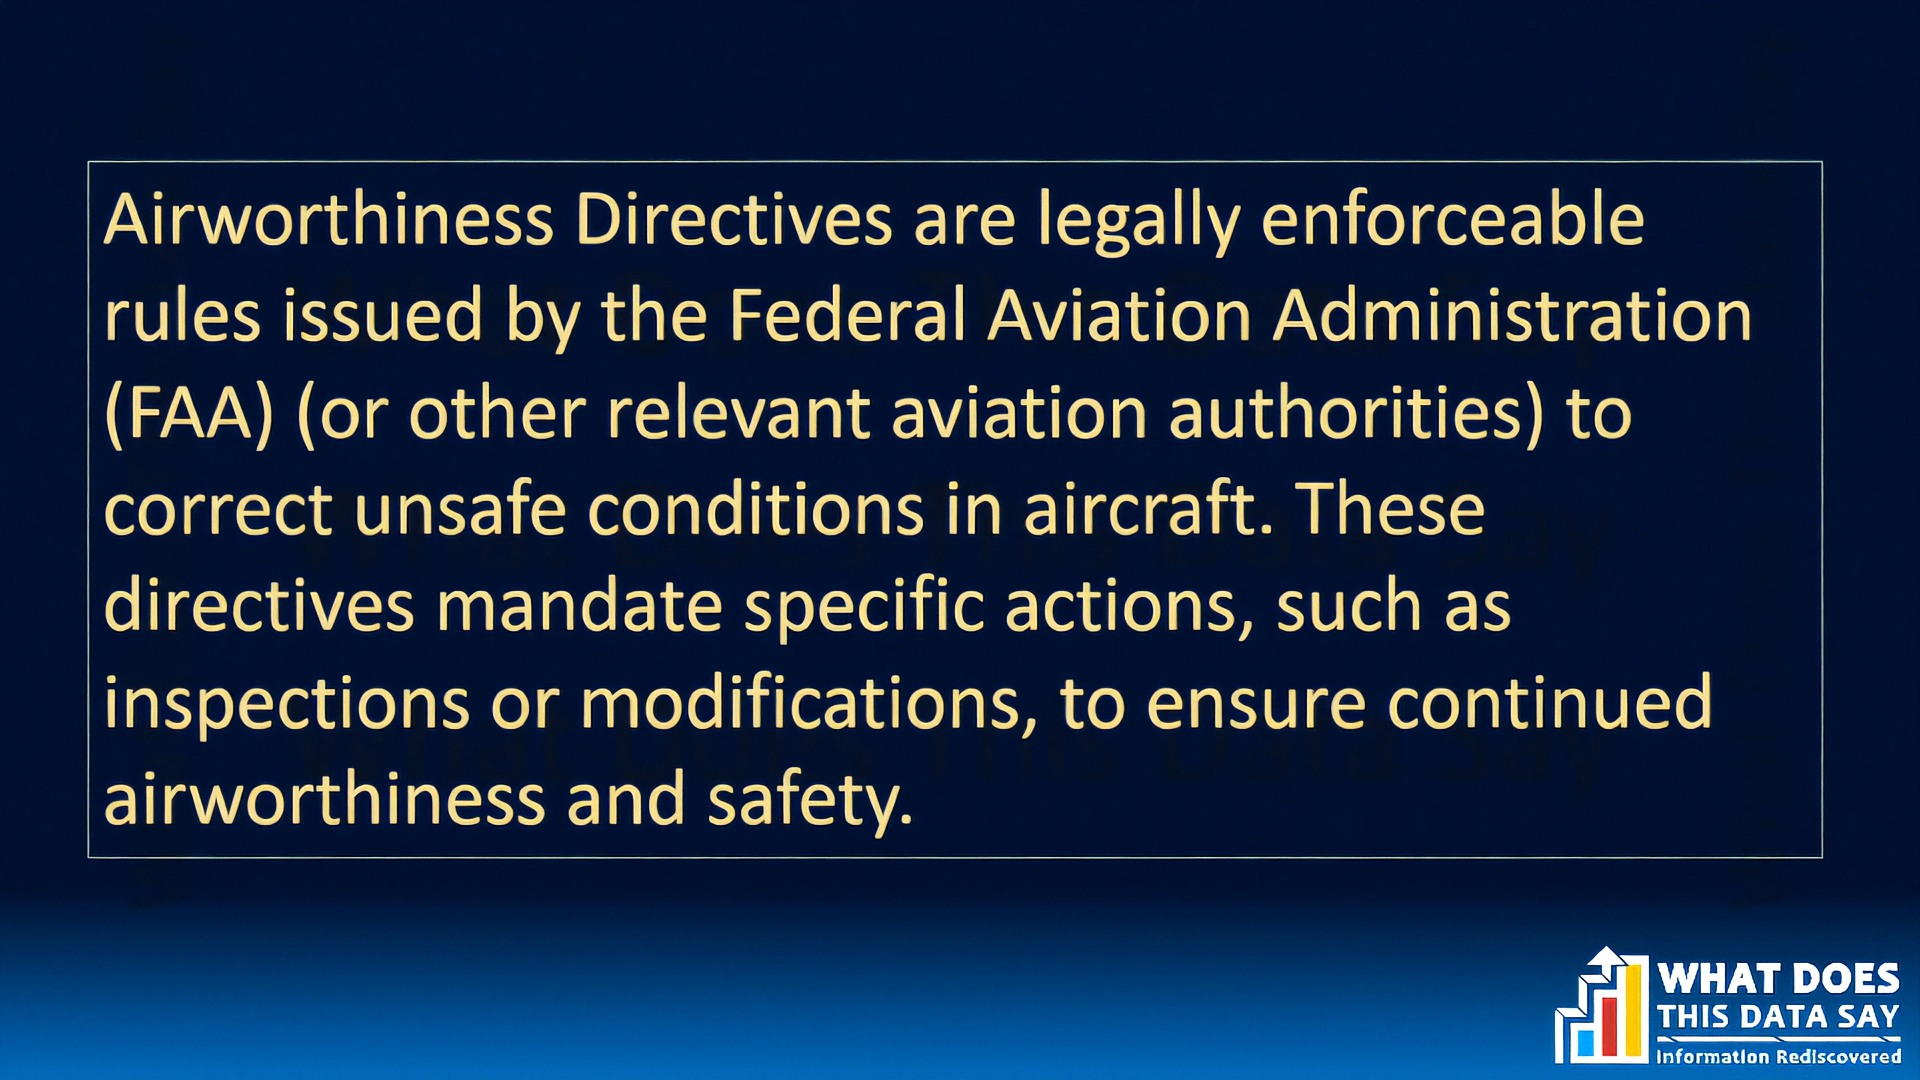 Airworthiness Directives are legally enforceable
rules issued by the Federal Aviation Administration
(FAA) (or other relevant aviation authorities) to
correct unsafe conditions in aircraft. These
directives mandate specific actions, such as
inspections or modifications, to ensure continued
airworthiness and safety.
WHAT DOES
THIS DATA SAY
Information Rediscovered